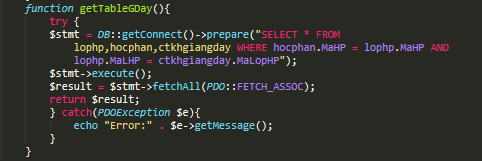 function getTableGDay(){
try {
$stmt = DB::getConnect()->prepare("SELECT * FROM
lophp,hocphan,ctkhgiangday WHERE hocphan.MaHP = lophp.MaHP AND
lophp.MaLHP = ctkhgiangday.MaLopHP");
$stmt->execute();
$result = $stmt->fetchAll(PDO::FETCH_ASSOC);
return $result;
} catch(PDOException $e){
echo "Error:" . $e->getMessage();
}
}